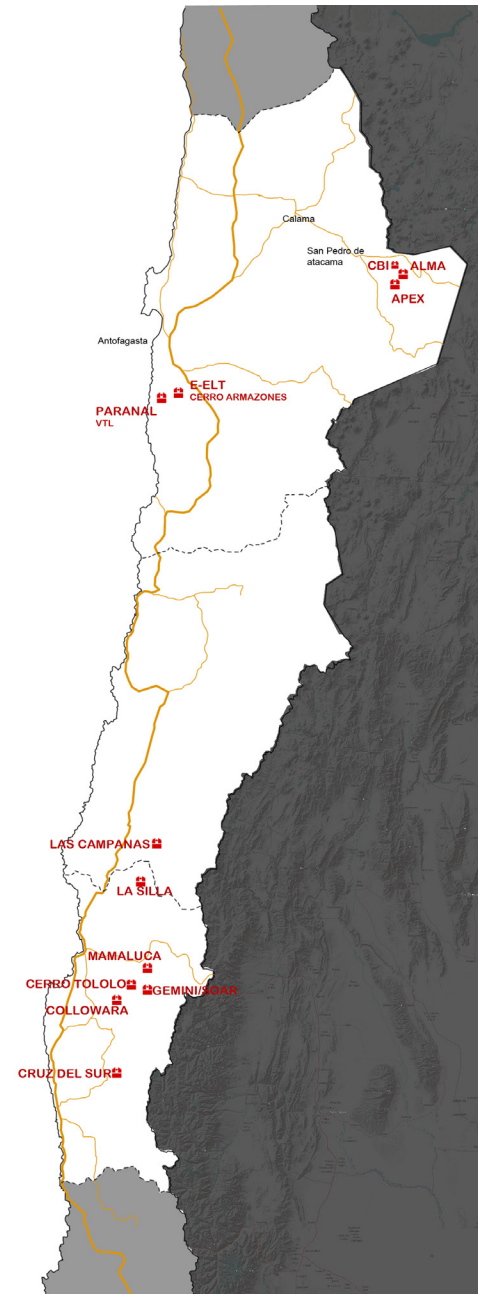 Calama
San Pedro de
atacama
CBI
ALMA
APEX
Antofagasta
E-ELT
CERRO ARMAZONES
PARANAL
VTL
LAS CAMPANAS
LA SILLA
MAMALUCA
CERRO TOLOLO
GEMINI/SOAR
COLLOWARA
CRUZ DEL SUR